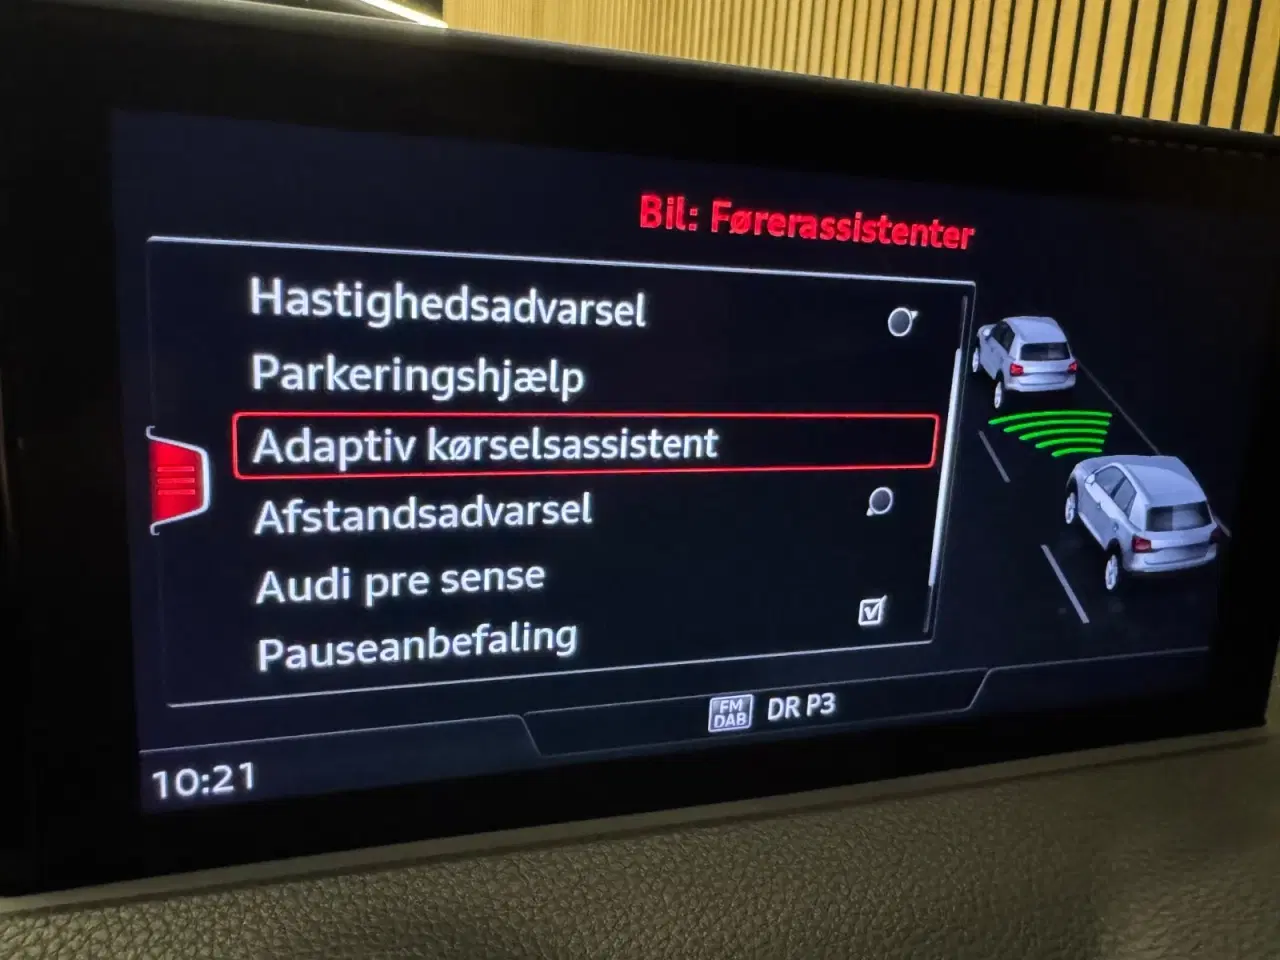 Bil: Førerassistenter
Hastighedsadvarsel
Parkeringshjælp
Adaptiv kørselsassistent
Afstandsadvarsel
Audi pre sense
Pauseanbefaling
FM
DAB
DR P3
10:21